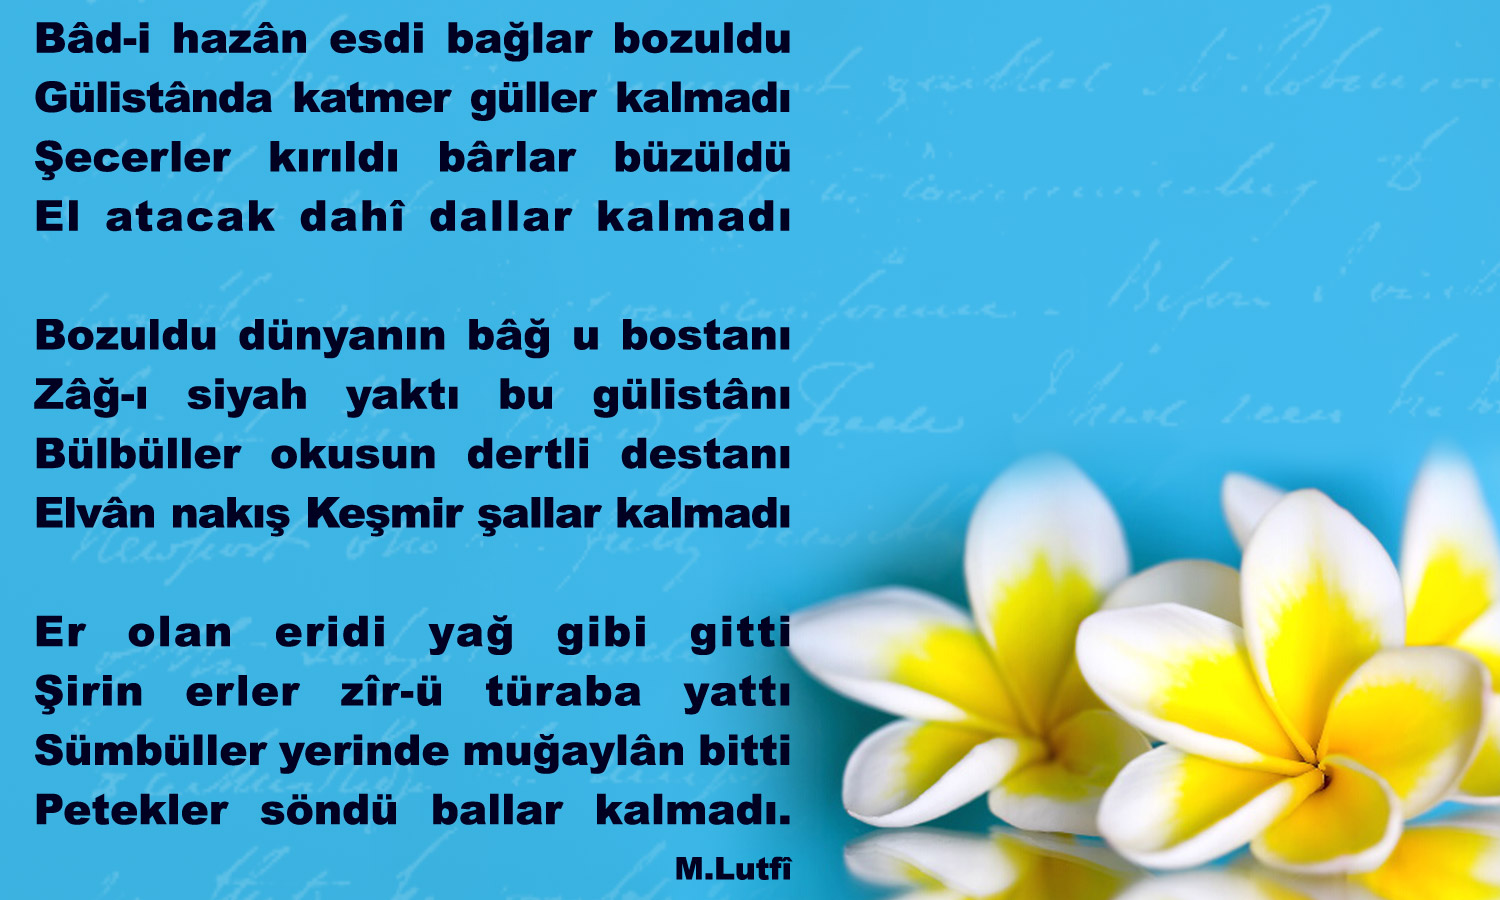 Bâd-i hazân esdi bağlar bozuldu
Gülistânda katmer güller kalmadı
Şecerler kırıldı bârlar büzüldü
El atacak dahî dallar kalmadı
Bozuldu dünyanın bâğ u bostanı
Zâğ-ı siyah yaktı bu gülistânı
Bülbüller okusun dertli destanı
Elvân nakış Keşmir şallar kalmadı
Er olan eridi yağ gibi gitti
Şirin erler zîr-ü türaba yattı
Sümbüller yerinde muğaylân bitti
Petekler söndü ballar kalmadı.
M.Lutfî